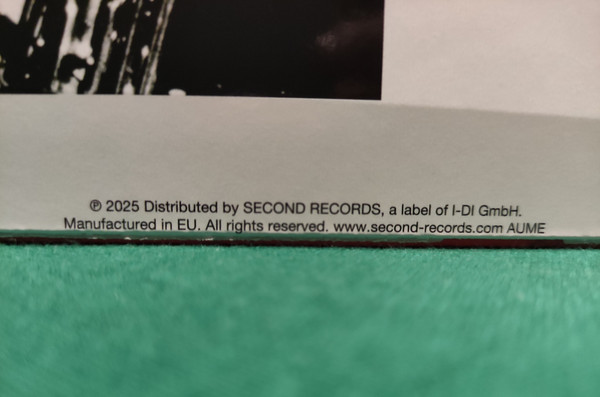 ℗ 2025 Distributed by SECOND RECORDS, a label of I-DI GmbH.
Manufactured in EU. All rights reserved. www.second-records.com AUME